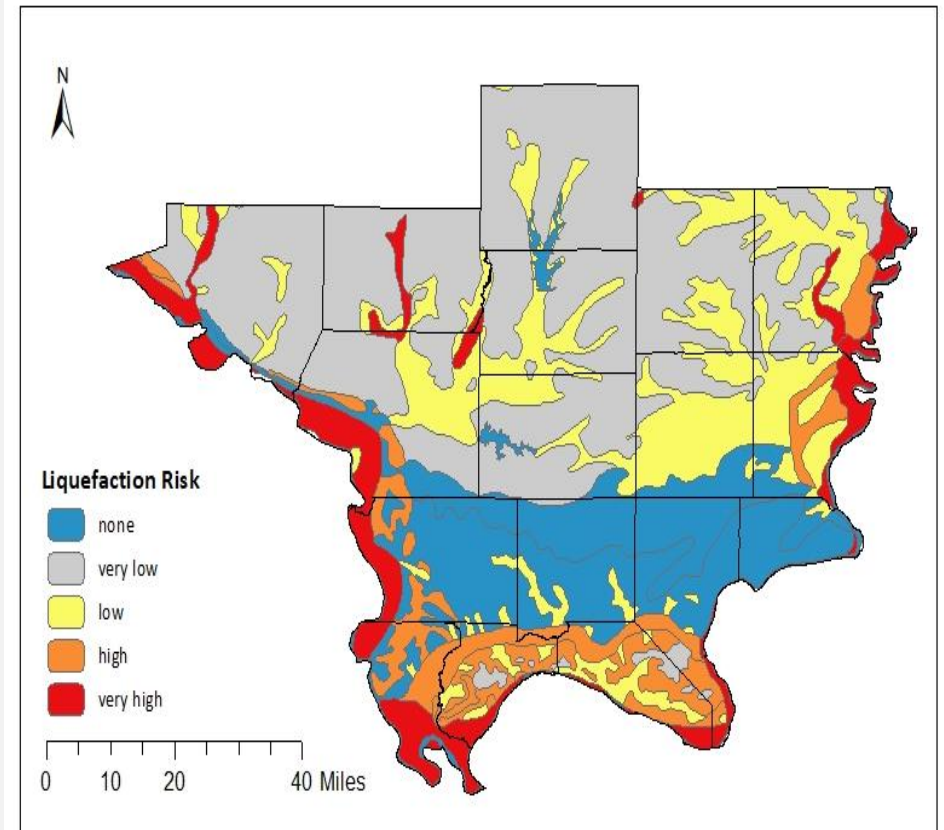 N
Liquefaction Risk
none
very low
low
high
very high
0 10 20 40 Miles